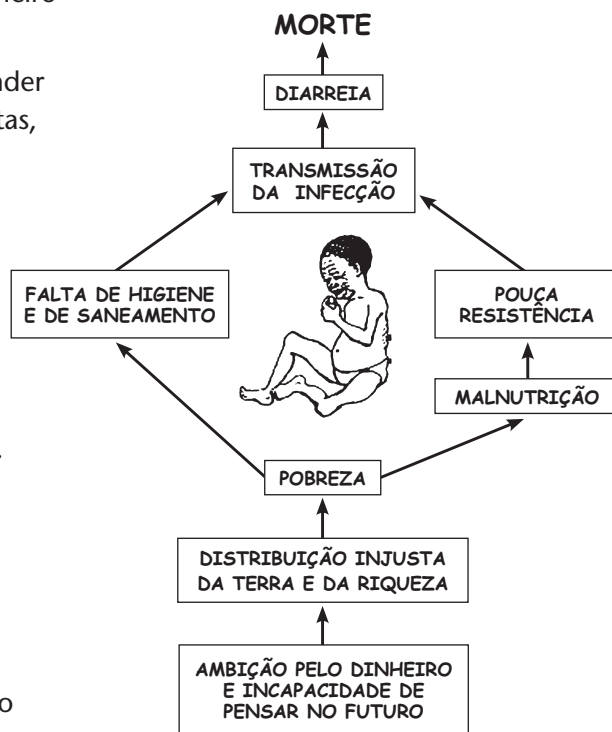 MORTE
DIARREIA
TRANSMISSÃO
DA INFECÇÃO
FALTA DE HIGIENE
E DE SANEAMENTO
POUCA
RESISTÊNCIA
MALNUTRIÇÃO
POBREZA
DISTRIBUIÇÃO INJUSTA
DA TERRA E DA RIQUEZA
AMBIÇÃO PELO DINHEIRO
E INCAPACIDADE DE
PENSAR NO FUTURO